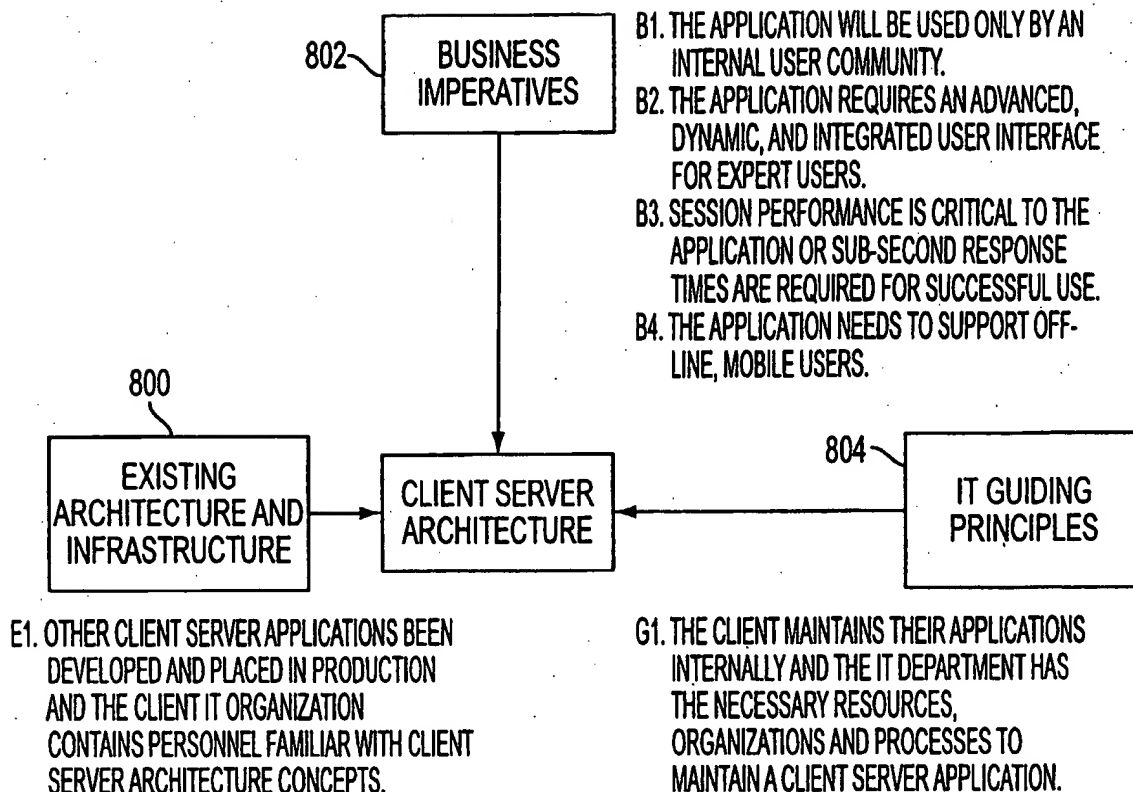 802
BUSINESS
IMPERATIVES
B1. THE APPLICATION WILL BE USED ONLY BY AN
INTERNAL USER COMMUNITY.
B2. THE APPLICATION REQUIRES AN ADVANCED,
DYNAMIC, AND INTEGRATED USER INTERFACE
FOR EXPERT USERS.
B3. SESSION PERFORMANCE IS CRITICAL TO THE
APPLICATION OR SUB-SECOND RESPONSE
TIMES ARE REQUIRED FOR SUCCESSFUL USE.
B4. THE APPLICATION NEEDS TO SUPPORT OFF-
LINE, MOBILE USERS.
800
EXISTING
ARCHITECTURE AND
INFRASTRUCTURE
CLIENT SERVER
ARCHITECTURE
804
IT GUIDING
PRINCIPLES
E1. OTHER CLIENT SERVER APPLICATIONS BEEN
DEVELOPED AND PLACED IN PRODUCTION
AND THE CLIENT IT ORGANIZATION
CONTAINS PERSONNEL FAMILIAR WITH CLIENT
SERVER ARCHITECTURE CONCEPTS.
G1. THE CLIENT MAINTAINS THEIR APPLICATIONS
INTERNALLY AND THE IT DEPARTMENT HAS
THE NECESSARY RESOURCES,
ORGANIZATIONS AND PROCESSES TO
MAINTAIN A CLIENT SERVER APPLICATION.